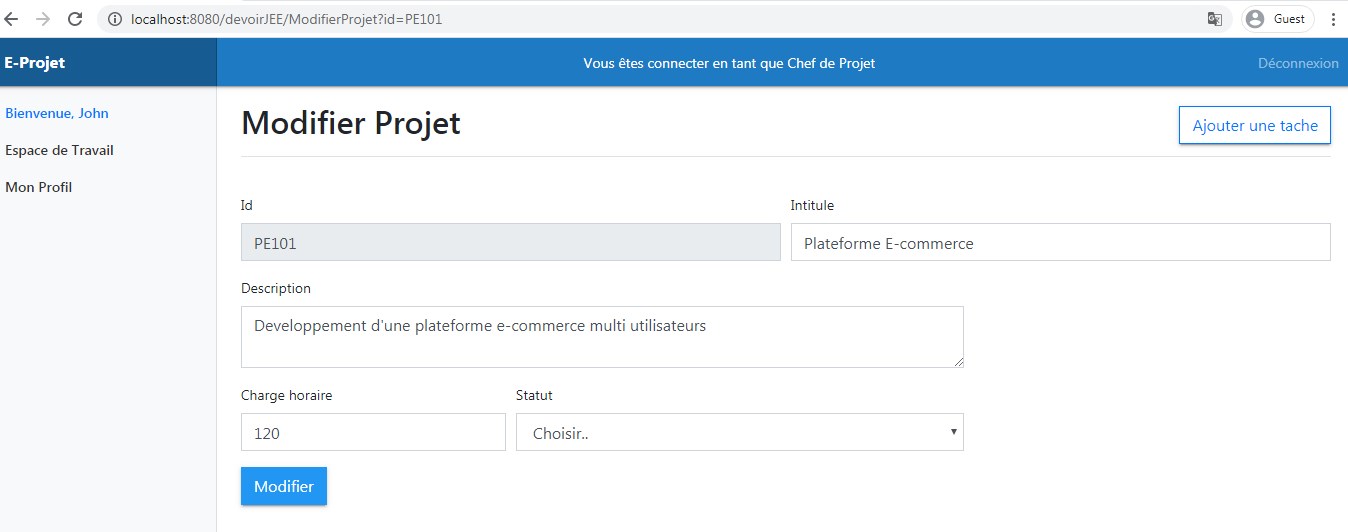 localhost:8080/devoirJEE/ModifierProjet?id=PE101
Guest
E-Projet
Vous êtes connecter en tant que Chef de Projet
Déconnexion
Bienvenue, John
Espace de Travail
Mon Profil
Modifier Projet
Ajouter une tache
Id
Intitule
PE101
Plateforme E-commerce
Description
Developpement d'une plateforme e-commerce multi utilisateurs
Charge horaire
Statut
120
Choisir..
Modifier